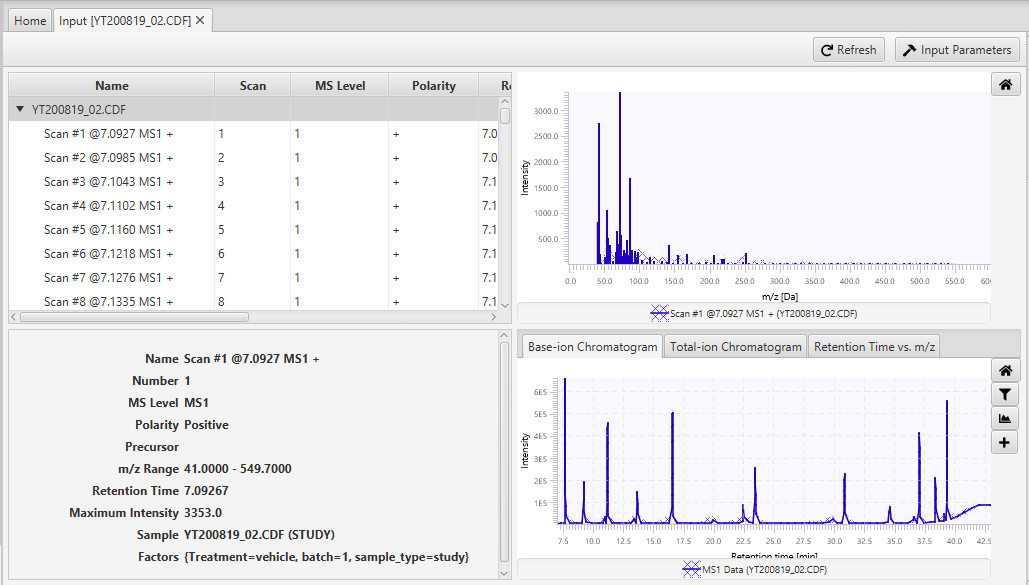 Home
Input [YT200819_02.CDF]
Refresh
Input Parameters
Name Scan MS Level Polarity
YT200819_02.CDF
Scan #1 @7.0927 MS1 + 1 1 + 7.0
Scan #2 @7.0985 MS1 + 2 1 + 7.0
Scan #3 @7.1043 MS1 + 3 1 + 7.1
Scan #4 @7.1102 MS1 + 4 1 + 7.1
Scan #5 @7.1160 MS1 + 5 1 + 7.1
Scan #6 @7.1218 MS1 + 6 1 + 7.1
Scan #7 @7.1276 MS1 + 7 1 + 7.1
Scan #8 @7.1335 MS1 + 8 1 + 7.1
Intensity
3000.0
2500.0
2000.0
1500.0
1000.0
500.0
0.0 50.0 100.0 150.0 200.0 250.0 300.0 350.0 400.0 450.0 500.0 550.0
m/z [Da]
Scan #1 @7.0927 MS1 + (YT200819_02.CDF)
Name Scan #1 @7.0927 MS1 +
Number 1
MS Level MS1
Polarity Positive
Precursor
m/z Range 41.0000 - 549.7000
Retention Time 7.09267
Maximum Intensity 3353.0
Sample YT200819_02.CDF (STUDY)
Factors {Treatment=vehicle, batch=1, sample_type=study}
Base-ion Chromatogram
Total-ion Chromatogram
Retention Time vs. m/z
Intensity
6E5
5E5
4E5
3E5
2E5
1E5
7.5 10.0 12.5 15.0 17.5 20.0 22.5 25.0 27.5 30.0 32.5 35.0 37.5 40.0 42.5
Retention time [min]
MS1 Data (YT200819_02.CDF)